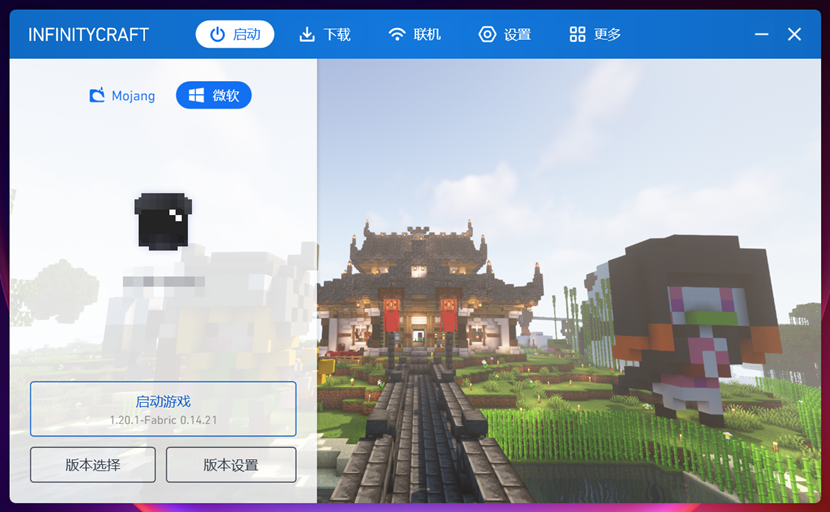 INFINITYCRAFT 启动 下载 联机 设置 更多
Mojang 微软
启动游戏
1.20.1-Fabric 0.14.21
版本选择 版本设置